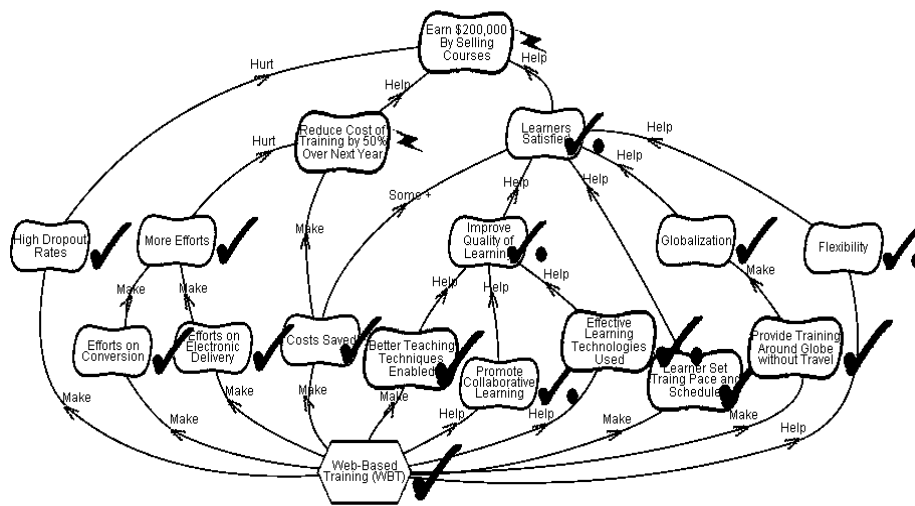 Earn $200,000
By Selling
Courses
Help
Hurt
Help
Reduce Cost of
Training by 50%
Over Next Year
Learners
Satisfied
Help
Hurt
Help
Help
Help
Some +
High Dropout
Rates
More Efforts
Make
Improve
Quality of
Learning
Globalization
Flexibility
Help
Help
Help
Make
Make
Make
Efforts on
Conversion
Efforts on
Electronic
Delivery
Costs Saved
Better Teaching
Techniques
Enabled
Promote
Collaborative
Learning
Effective
Learning
Technologies
Used
Learner Set
Traing Pace and
Schedule
Provide Training
Around Globe
without Travel
Make
Make
Make
Make
Make
Help
Help
Make
Make
Help
Web-Based
Training (WBT)